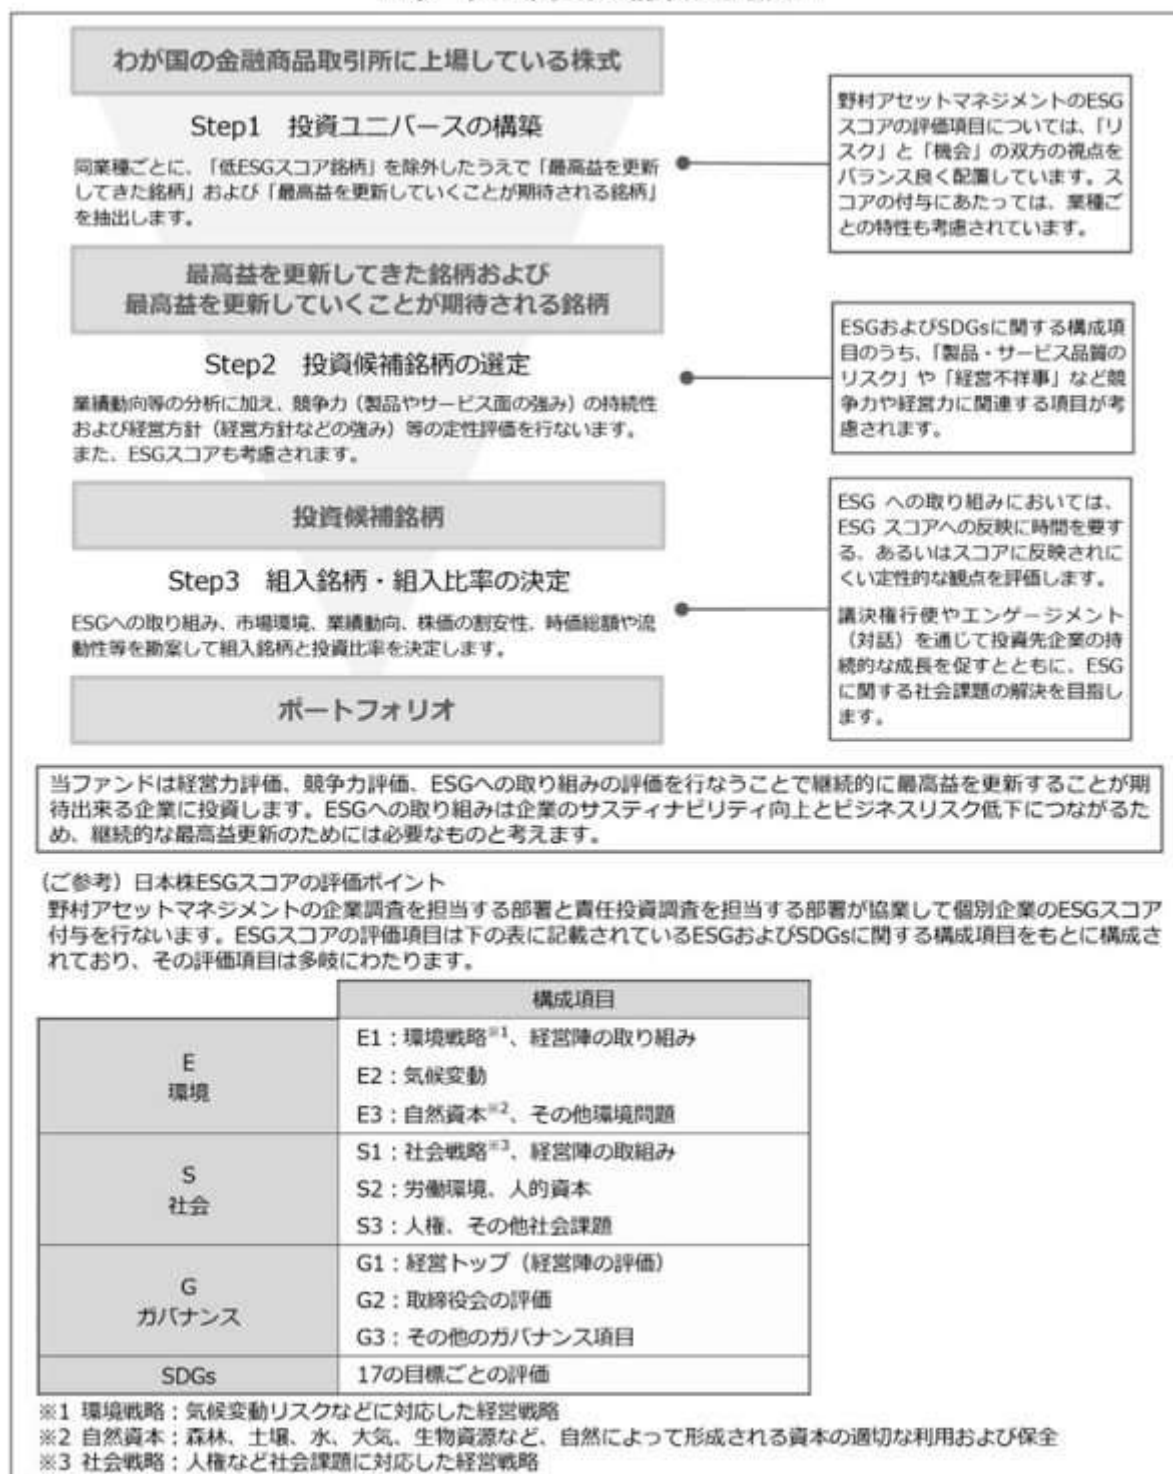 わが国の金融商品取引所に上場している株式
Step1 投資ユニバースの構築
同業種ごとに、「低ESGスコア銘柄」を除外したうえで「最高益を更新
してきた銘柄」および「最高益を更新していくことが期待される銘柄」
を抽出します。
野村アセットマネジメントのESG
スコアの評価項目については、「リ
スク」と「機会」の双方の視点を
バランス良く配置しています。ス
コアの付与にあたっては、業種ご
との特性も考慮されています。
最高益を更新してきた銘柄および
最高益を更新していくことが期待される銘柄
Step2 投資候補銘柄の選定
業績動向等の分析に加え、競争力（製品やサービス面の強み）の持続性
および経営方針（経営方針などの強み）等の定性評価を行ないます。
また、ESGスコアも考慮されます。
ESGおよびSDGsに関する構成項
目のうち、「製品・サービス品質の
リスク」や「経営不祥事」など競
争力や経営力に関連する項目が考
慮されます。
投資候補銘柄
Step3 組入銘柄・組入比率の決定
ESGへの取り組み、市場環境、業績動向、株価の割安性、時価総額や流
動性等を勘案して組入銘柄と投資比率を決定します。
ESG への取り組みにおいては、
ESG スコアへの反映に時間を要す
る、あるいはスコアに反映されに
くい定性的な観点を評価します。
議決権行使やエンゲージメント
（対話）を通じて投資先企業の持
続的な成長を促すとともに、ESG
に関する社会課題の解決を目指し
ます。
ポートフォリオ
当ファンドは経営力評価、競争力評価、ESGへの取り組みの評価を行なうことで継続的に最高益を更新することが期
待出来る企業に投資します。ESGへの取り組みは企業のサスティナビリティ向上とビジネスリスク低下につながるた
め、継続的な最高益更新のためには必要なものと考えます。
（ご参考）日本株ESGスコアの評価ポイント
野村アセットマネジメントの企業調査を担当する部署と責任投資調査を担当する部署が協業して個別企業のESGスコア
付与を行ないます。ESGスコアの評価項目は下の表に記載されているESGおよびSDGsに関する構成項目をもとに構成さ
れており、その評価項目は多岐にわたります。
構成項目
E
環境
E1：環境戦略※1、経営陣の取り組み
E2：気候変動
E3：自然資本※2、その他環境問題
S
社会
S1：社会戦略※3、経営陣の取組み
S2：労働環境、人的資本
S3：人権、その他社会課題
G
ガバナンス
G1：経営トップ（経営陣の評価）
G2：取締役会の評価
G3：その他のガバナンス項目
SDGs
17の目標ごとの評価
※1 環境戦略：気候変動リスクなどに対応した経営戦略
※2 自然資本：森林、土壌、水、大気、生物資源など、自然によって形成される資本の適切な利用および保全
※3 社会戦略：人権など社会課題に対応した経営戦略